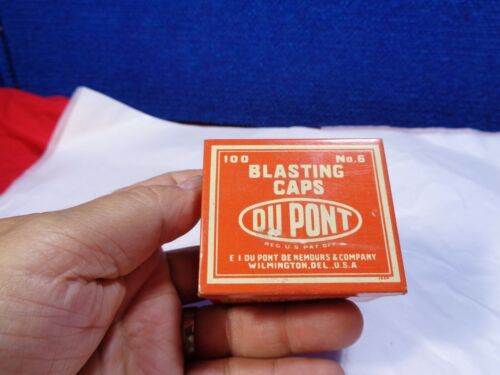 100 No. 6
BLASTING
CAPS
DU PONT
REG. U.S. PAT. OFF.
E. I. DU PONT DE NEMOURS & COMPANY
WILMINGTON, DEL., U.S.A